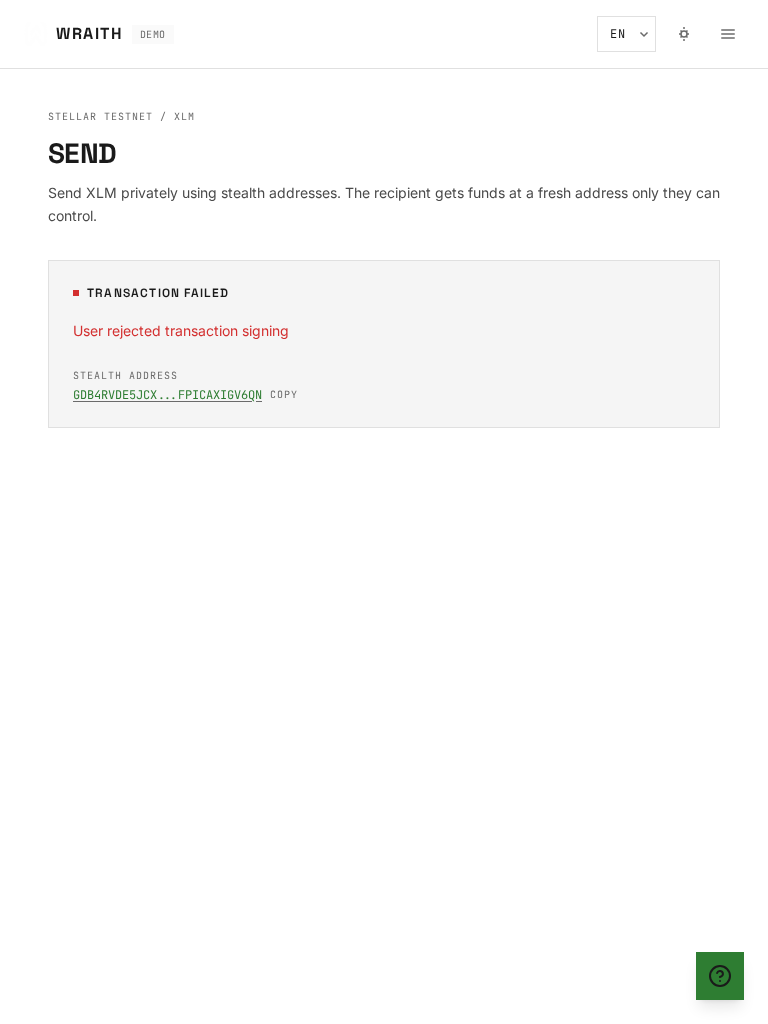 WRAITH DEMO EN
STELLAR TESTNET / XLM
SEND
Send XLM privately using stealth addresses. The recipient gets funds at a fresh address only they can
control.
TRANSACTION FAILED
User rejected transaction signing
STEALTH ADDRESS
GDB4RVDE5JCX...FPICAXIGV6QN COPY